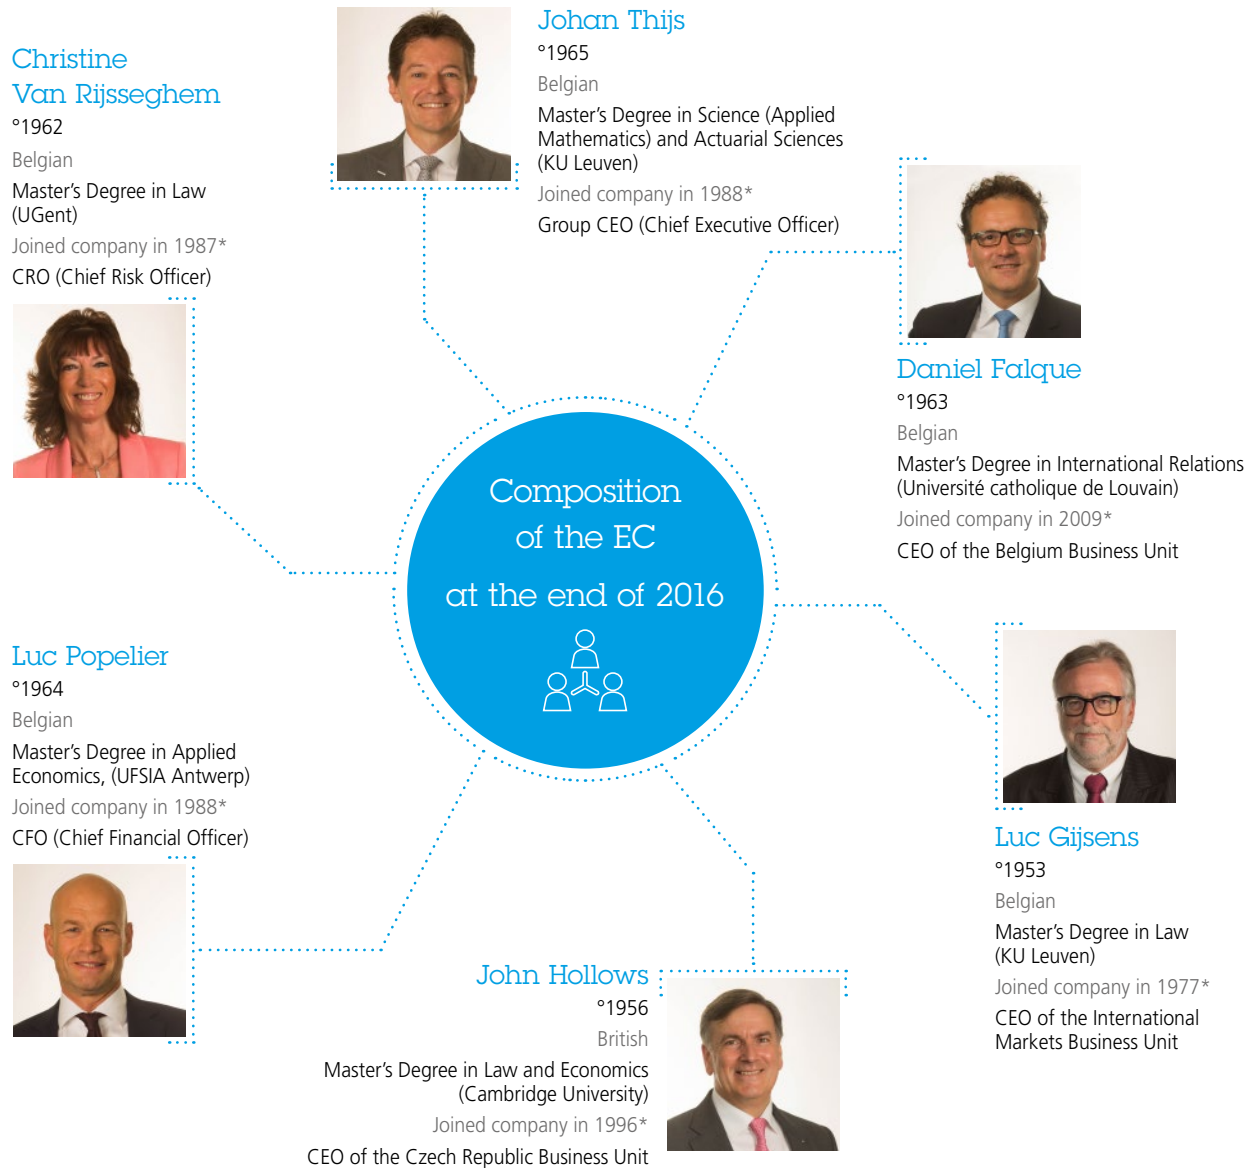 Johan Thijs
°1965
Belgian
Master's Degree in Science (Applied
Mathematics) and Actuarial Sciences
(KU Leuven)
Joined company in 1988*
Group CEO (Chief Executive Officer)
Christine
Van Rijsseghem
°1962
Belgian
Master's Degree in Law
(UGent)
Joined company in 1987*
CRO (Chief Risk Officer)
Daniel Falque
°1963
Belgian
Master's Degree in International Relations
(Université catholique de Louvain)
Joined company in 2009*
CEO of the Belgium Business Unit
Composition
of the EC
at the end of 2016
Luc Popelier
°1964
Belgian
Master's Degree in Applied
Economics, (UFSIA Antwerp)
Joined company in 1988*
CFO (Chief Financial Officer)
Luc Gijsens
°1953
Belgian
Master's Degree in Law
(KU Leuven)
Joined company in 1977*
CEO of the International
Markets Business Unit
John Hollows
°1956
British
Master's Degree in Law and Economics
(Cambridge University)
Joined company in 1996*
CEO of the Czech Republic Business Unit